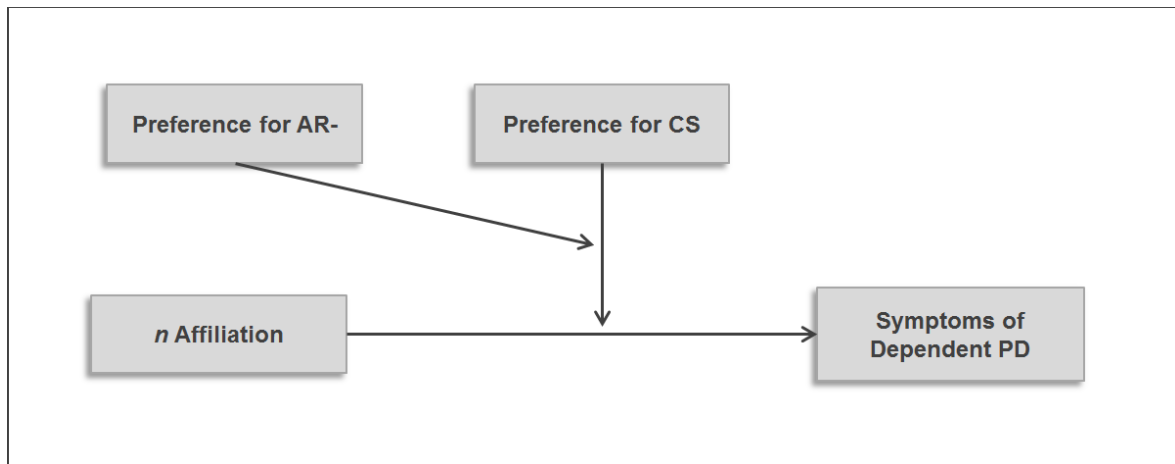 Preference for AR-
Preference for CS
n Affiliation
Symptoms of
Dependent PD